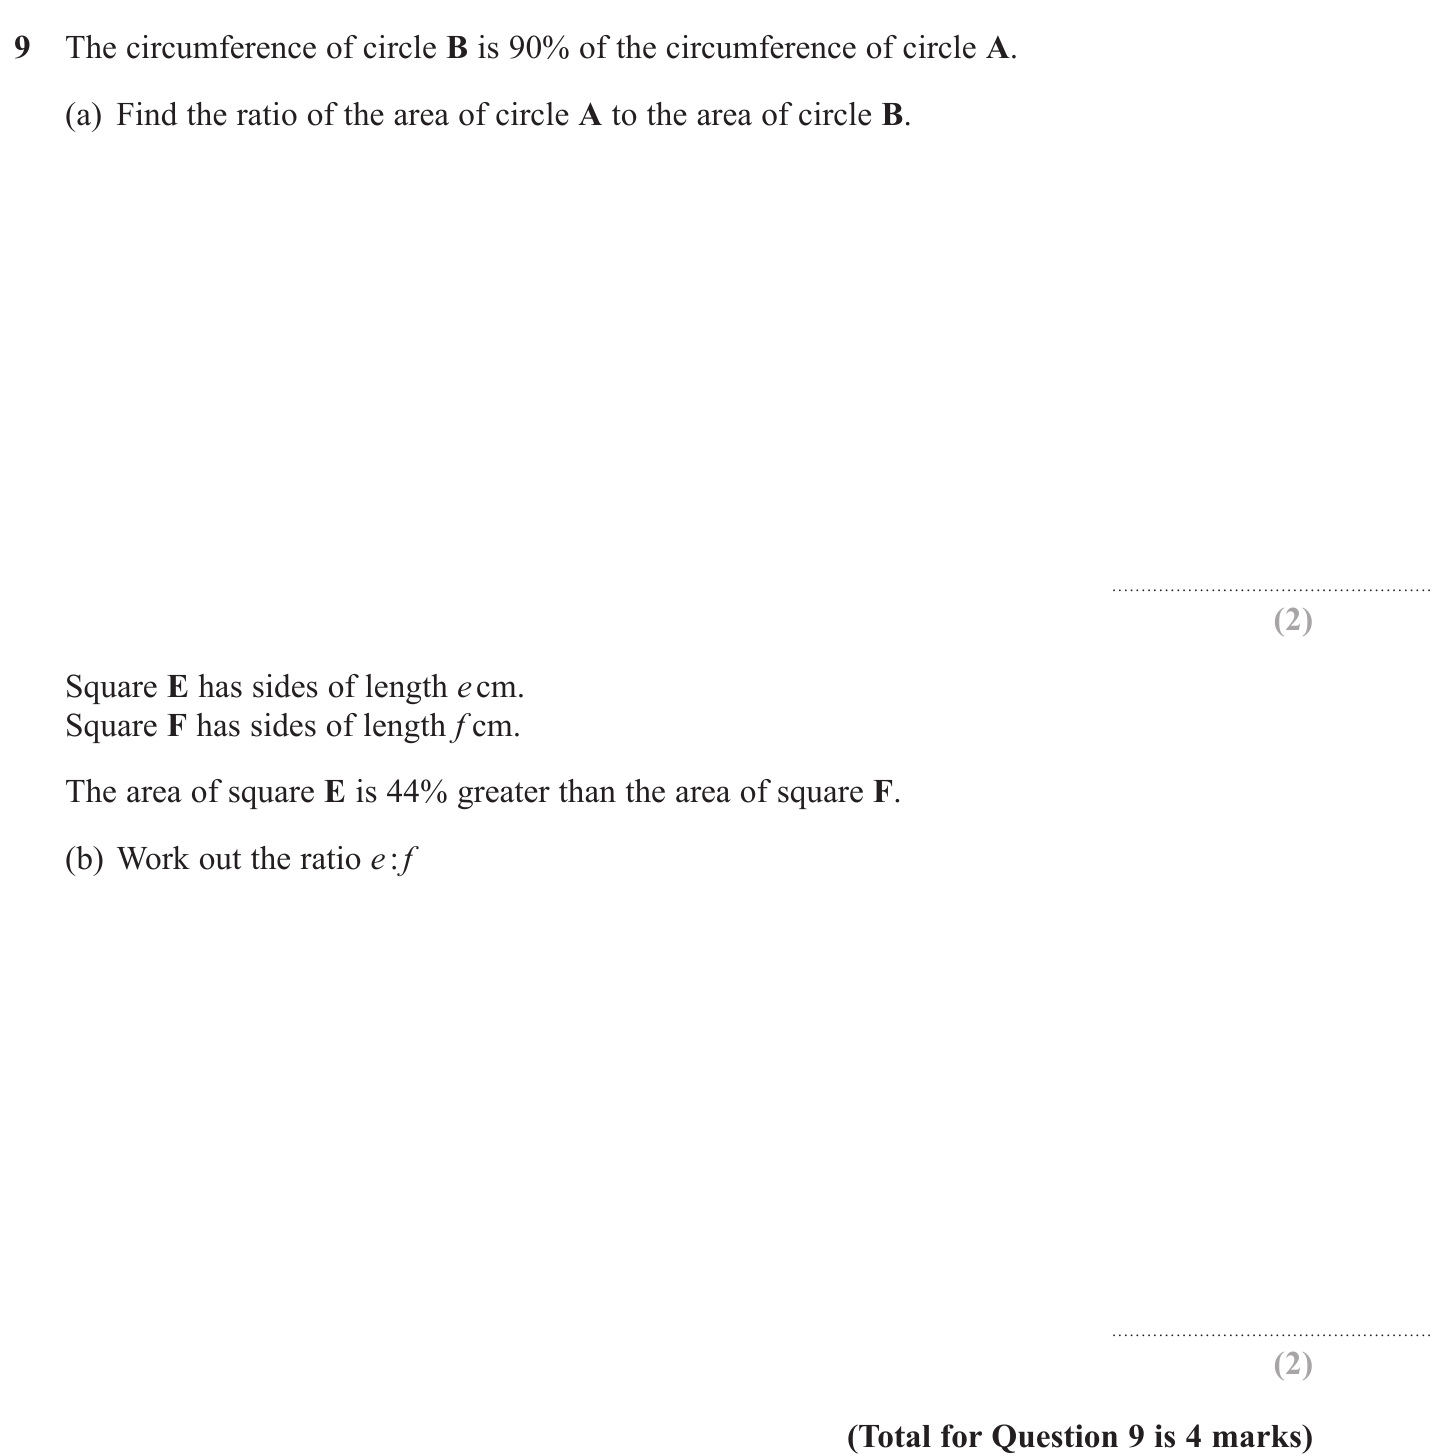 9 The circumference of circle B is 90% of the circumference of circle A.
(a) Find the ratio of the area of circle A to the area of circle B.
(2)
Square E has sides of length e cm.
Square F has sides of length f cm.
The area of square E is 44% greater than the area of square F.
(b) Work out the ratio e : f
(2)
(Total for Question 9 is 4 marks)